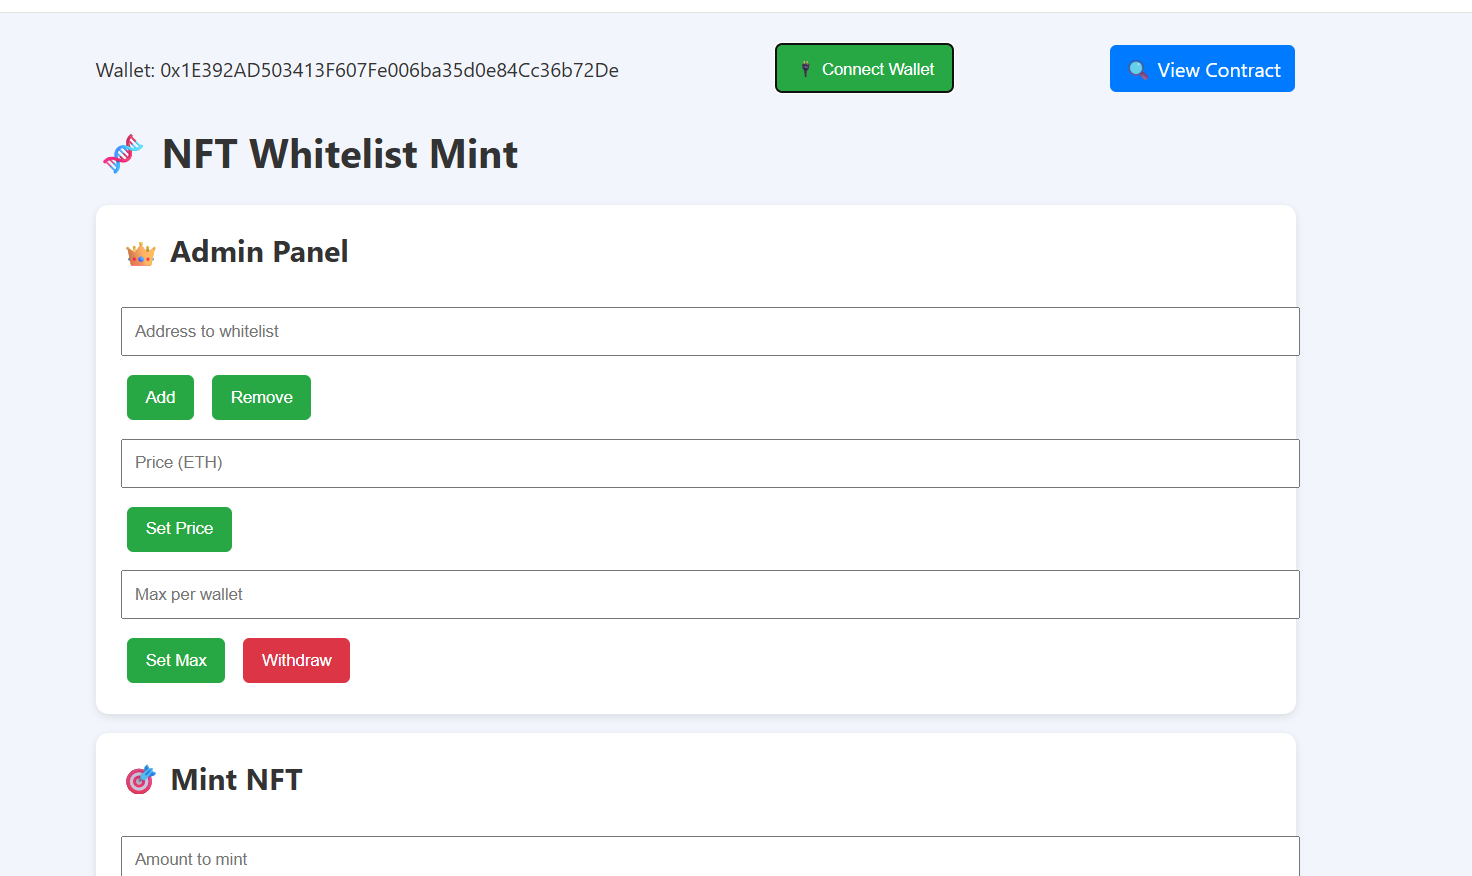 Wallet: 0x1E392AD503413F607Fe006ba35d0e84Cc36b72De
Connect Wallet
View Contract
NFT Whitelist Mint
Admin Panel
Address to whitelist
Add
Remove
Price (ETH)
Set Price
Max per wallet
Set Max
Withdraw
Mint NFT
Amount to mint